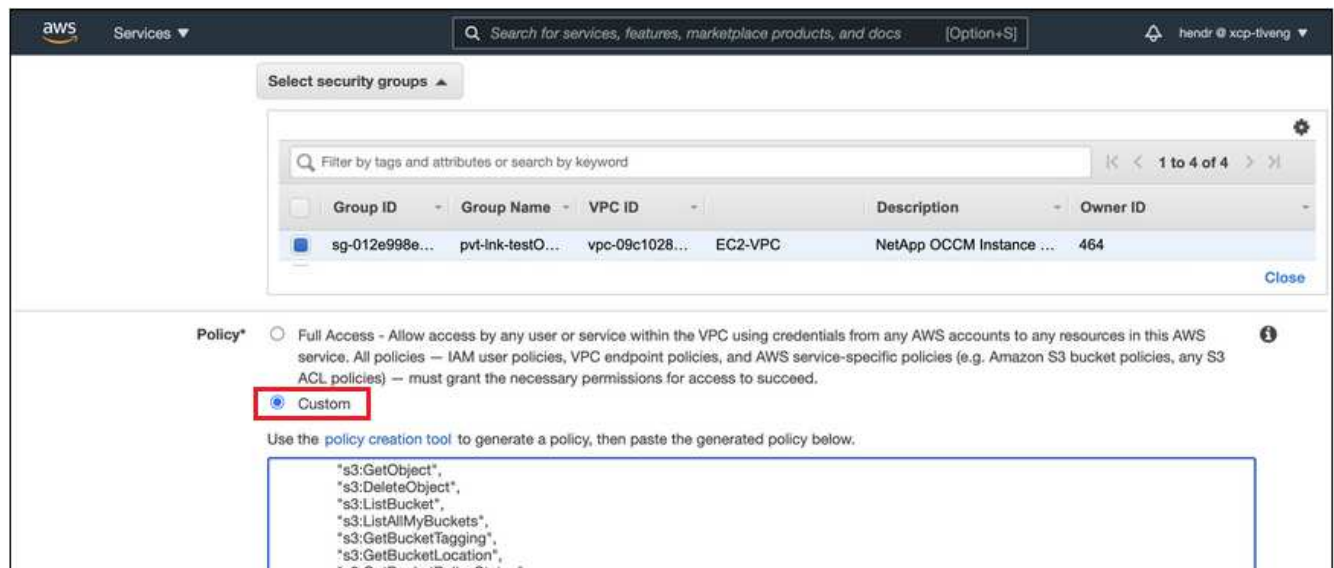 aws Services ▼ Search for services, features, marketplace products, and docs [Option+S] hendr @ xcp-tlveng ▼
Select security groups ▲
Filter by tags and attributes or search by keyword 1 to 4 of 4
Group ID Group Name VPC ID Description Owner ID
sg-012e998e... pvt-lnk-testO... vpc-09c1028... EC2-VPC NetApp OCCM Instance ... 464
Close
Policy* Full Access - Allow access by any user or service within the VPC using credentials from any AWS accounts to any resources in this AWS
service. All policies — IAM user policies, VPC endpoint policies, and AWS service-specific policies (e.g. Amazon S3 bucket policies, any S3
ACL policies) — must grant the necessary permissions for access to succeed.
Custom
Use the policy creation tool to generate a policy, then paste the generated policy below.
"s3:GetObject",
"s3:DeleteObject",
"s3:ListBucket",
"s3:ListAllMyBuckets",
"s3:GetBucketTagging",
"s3:GetBucketLocation",